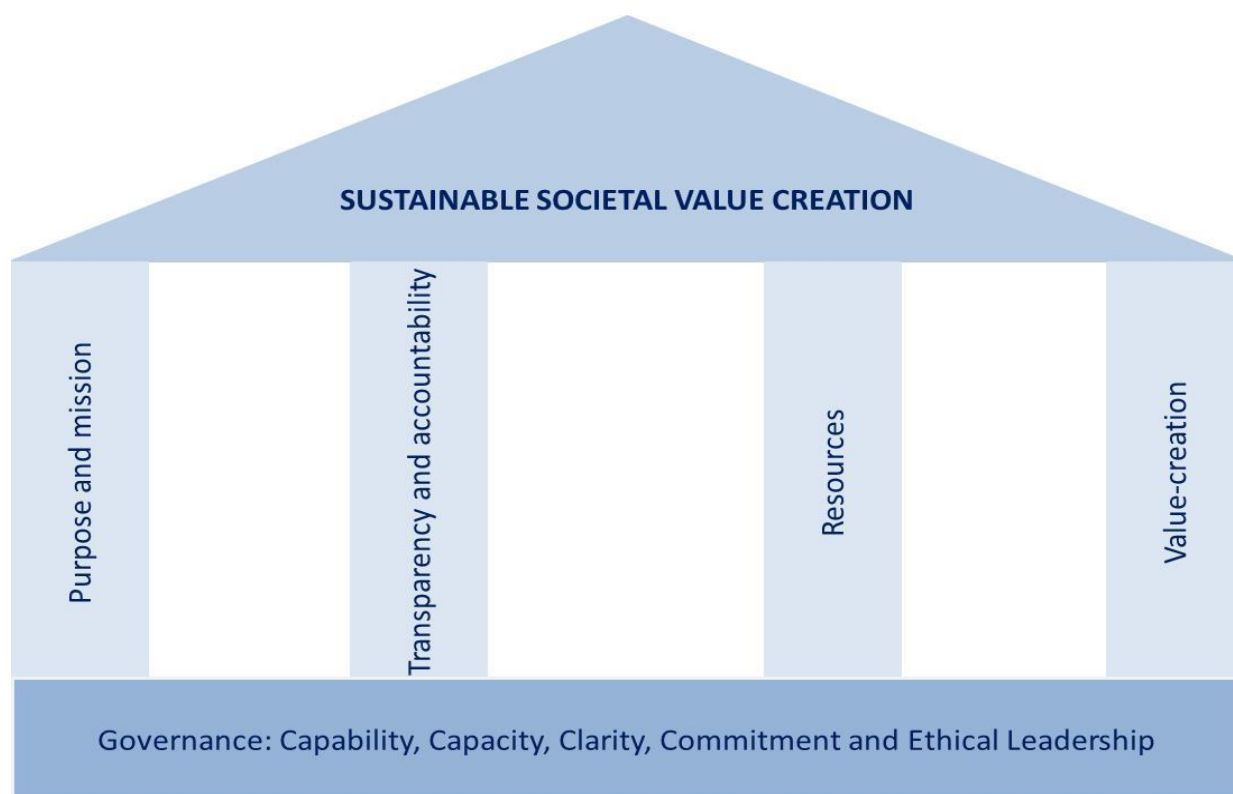 SUSTAINABLE SOCIETAL VALUE CREATION
Purpose and mission
Transparency and accountability
Resources
Value-creation
Governance: Capability, Capacity, Clarity, Commitment and Ethical Leadership